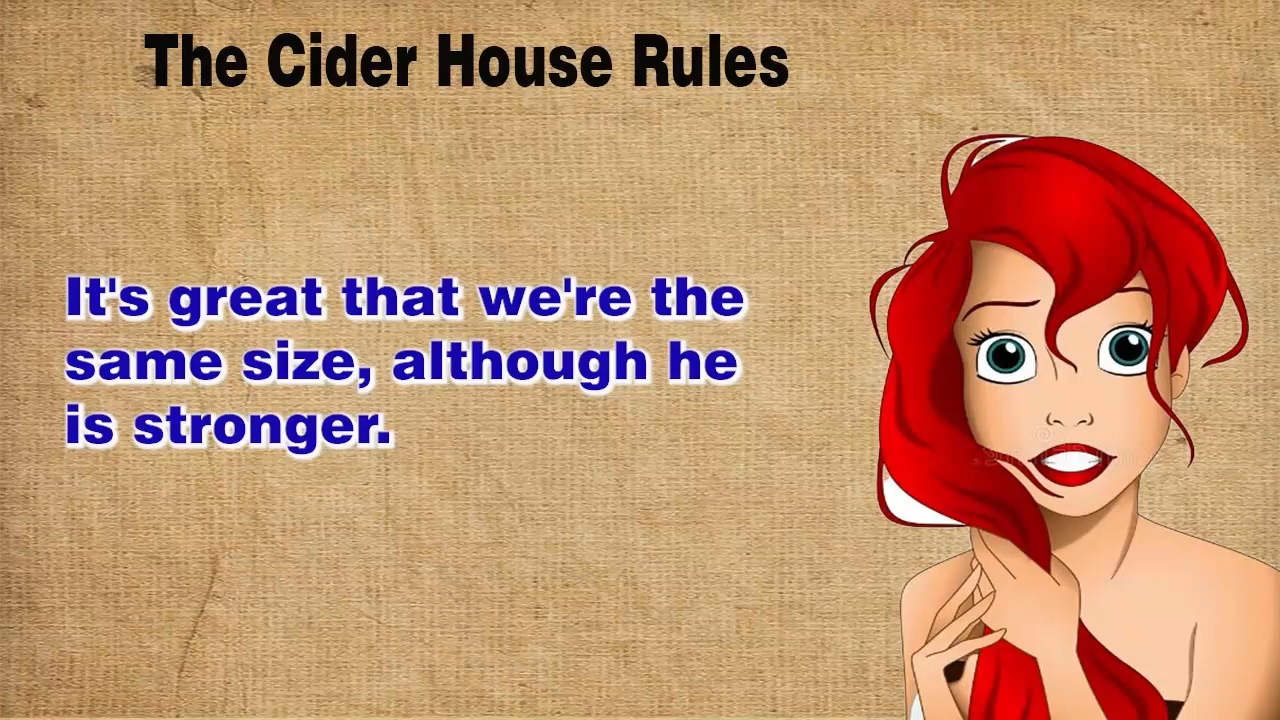 The Cider House Rules
It's great that we're the
same size, although he
is stronger.